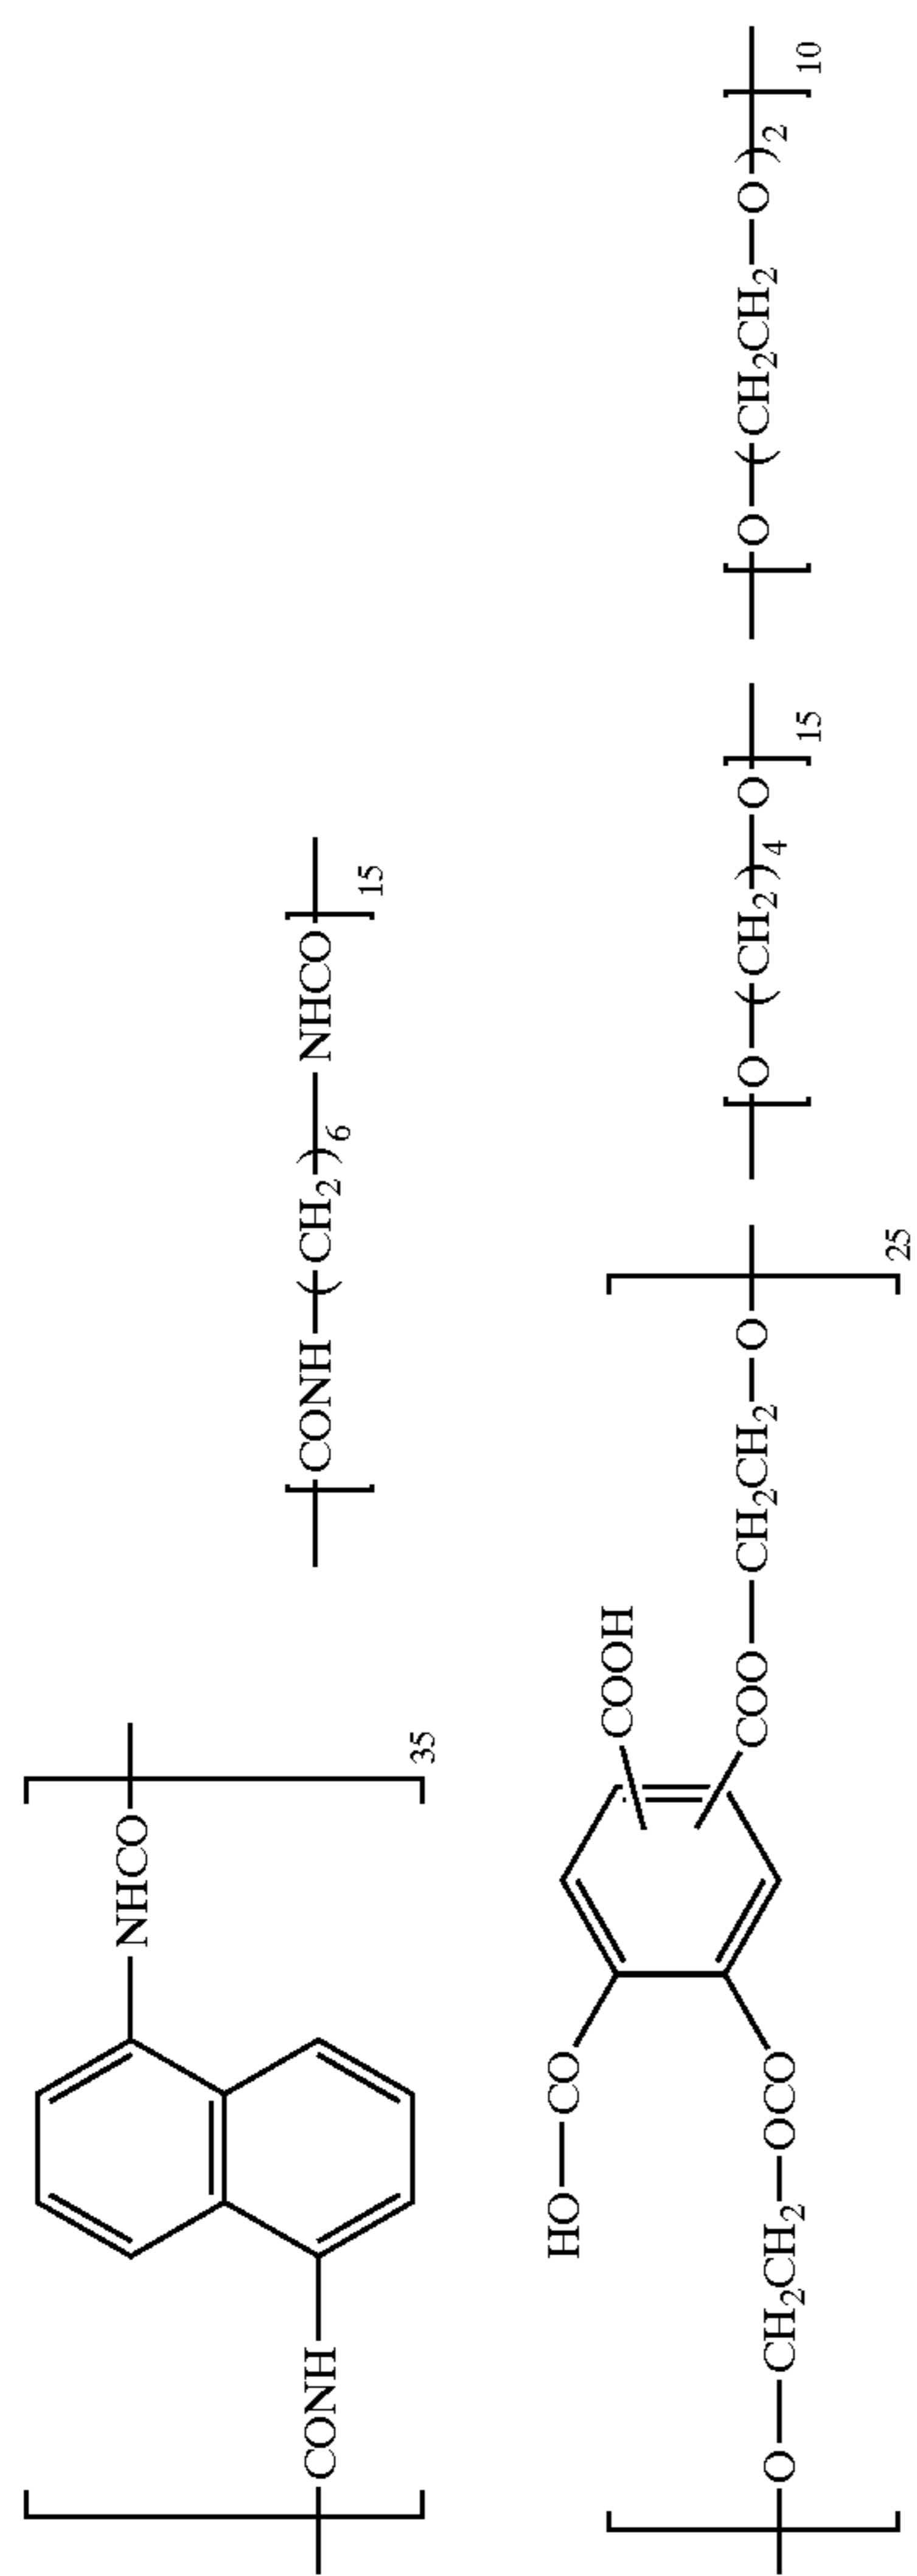 CONH NHCO 35
CONH (CH2)6 NHCO 15
HO CO COOH
O CH2CH2 OCO COO CH2CH2 O 25
O (CH2)4 O 15
O (CH2CH2 O)2 10